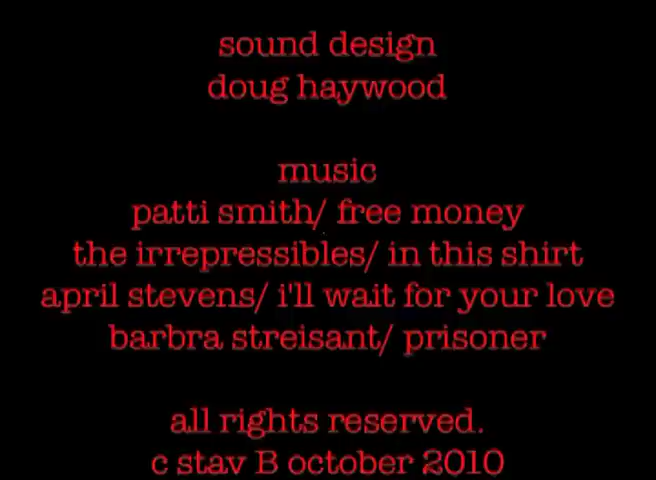 sound design
doug haywood
music
patti smith/ free money
the irrepressibles/ in this shirt
april stevens/ i'll wait for your love
barbra streisant/ prisoner
all rights reserved.
c stav B october 2010